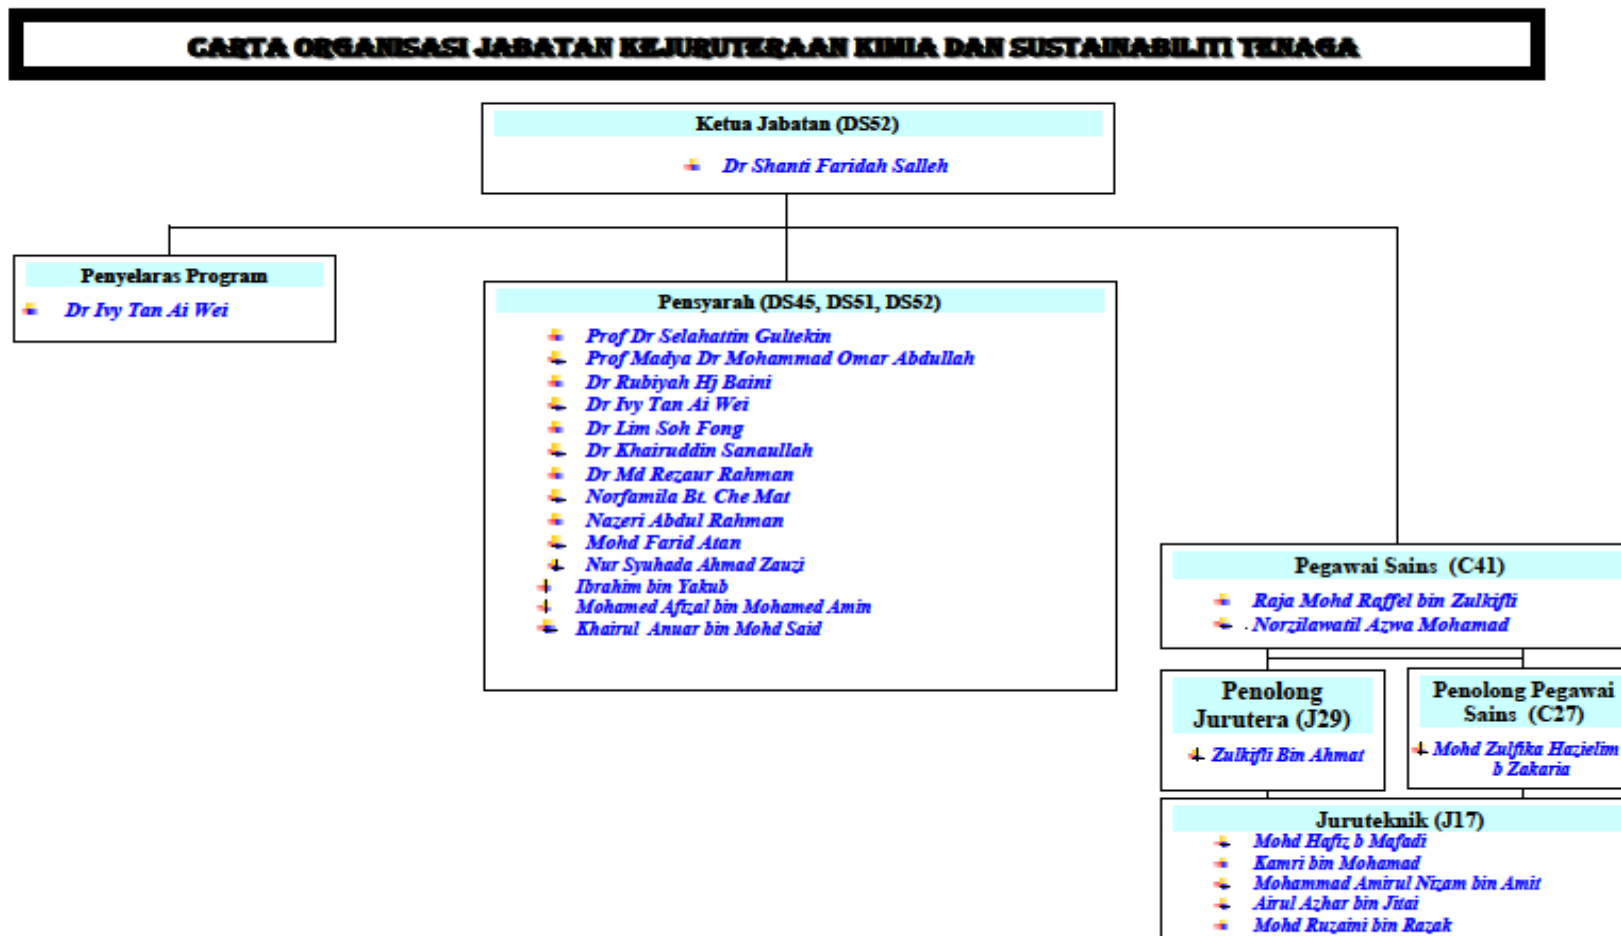 CARTA ORGANISASI JABATAN KEJURUTERAAN KIMIA DAN SUSTAINABILITI TENAGA
Ketua Jabatan (DS52)
Dr Shanti Faridah Salleh
Penyelaras Program
Dr Ivy Tan Ai Wei
Pensyarah (DS45, DS51, DS52)
Prof Dr Selahattin Gultekin
Prof Madya Dr Mohammad Omar Abdullah
Dr Rubiyah Hj Baini
Dr Ivy Tan Ai Wei
Dr Lim Soh Fong
Dr Khairuddin Sanaullah
Dr Md Rezaur Rahman
Norfamila Bt. Che Mat
Nazeri Abdul Rahman
Mohd Farid Atan
Nur Syuhada Ahmad Zauzi
Ibrahim bin Yakub
Mohamed Afizal bin Mohamed Amin
Khairul Anuar bin Mohd Said
Pegawai Sains (C41)
Raja Mohd Raffel bin Zulkifli
. Norzilawatil Azwa Mohamad
Penolong
Jurutera (J29)
Zulkifli Bin Ahmat
Penolong Pegawai
Sains (C27)
Mohd Zulfika Hazielim
b Zakaria
Juruteknik (J17)
Mohd Hafiz b Mafadi
Kamri bin Mohamad
Mohammad Amirul Nizam bin Amit
Airul Azhar bin Jitai
Mohd Ruzaini bin Razak